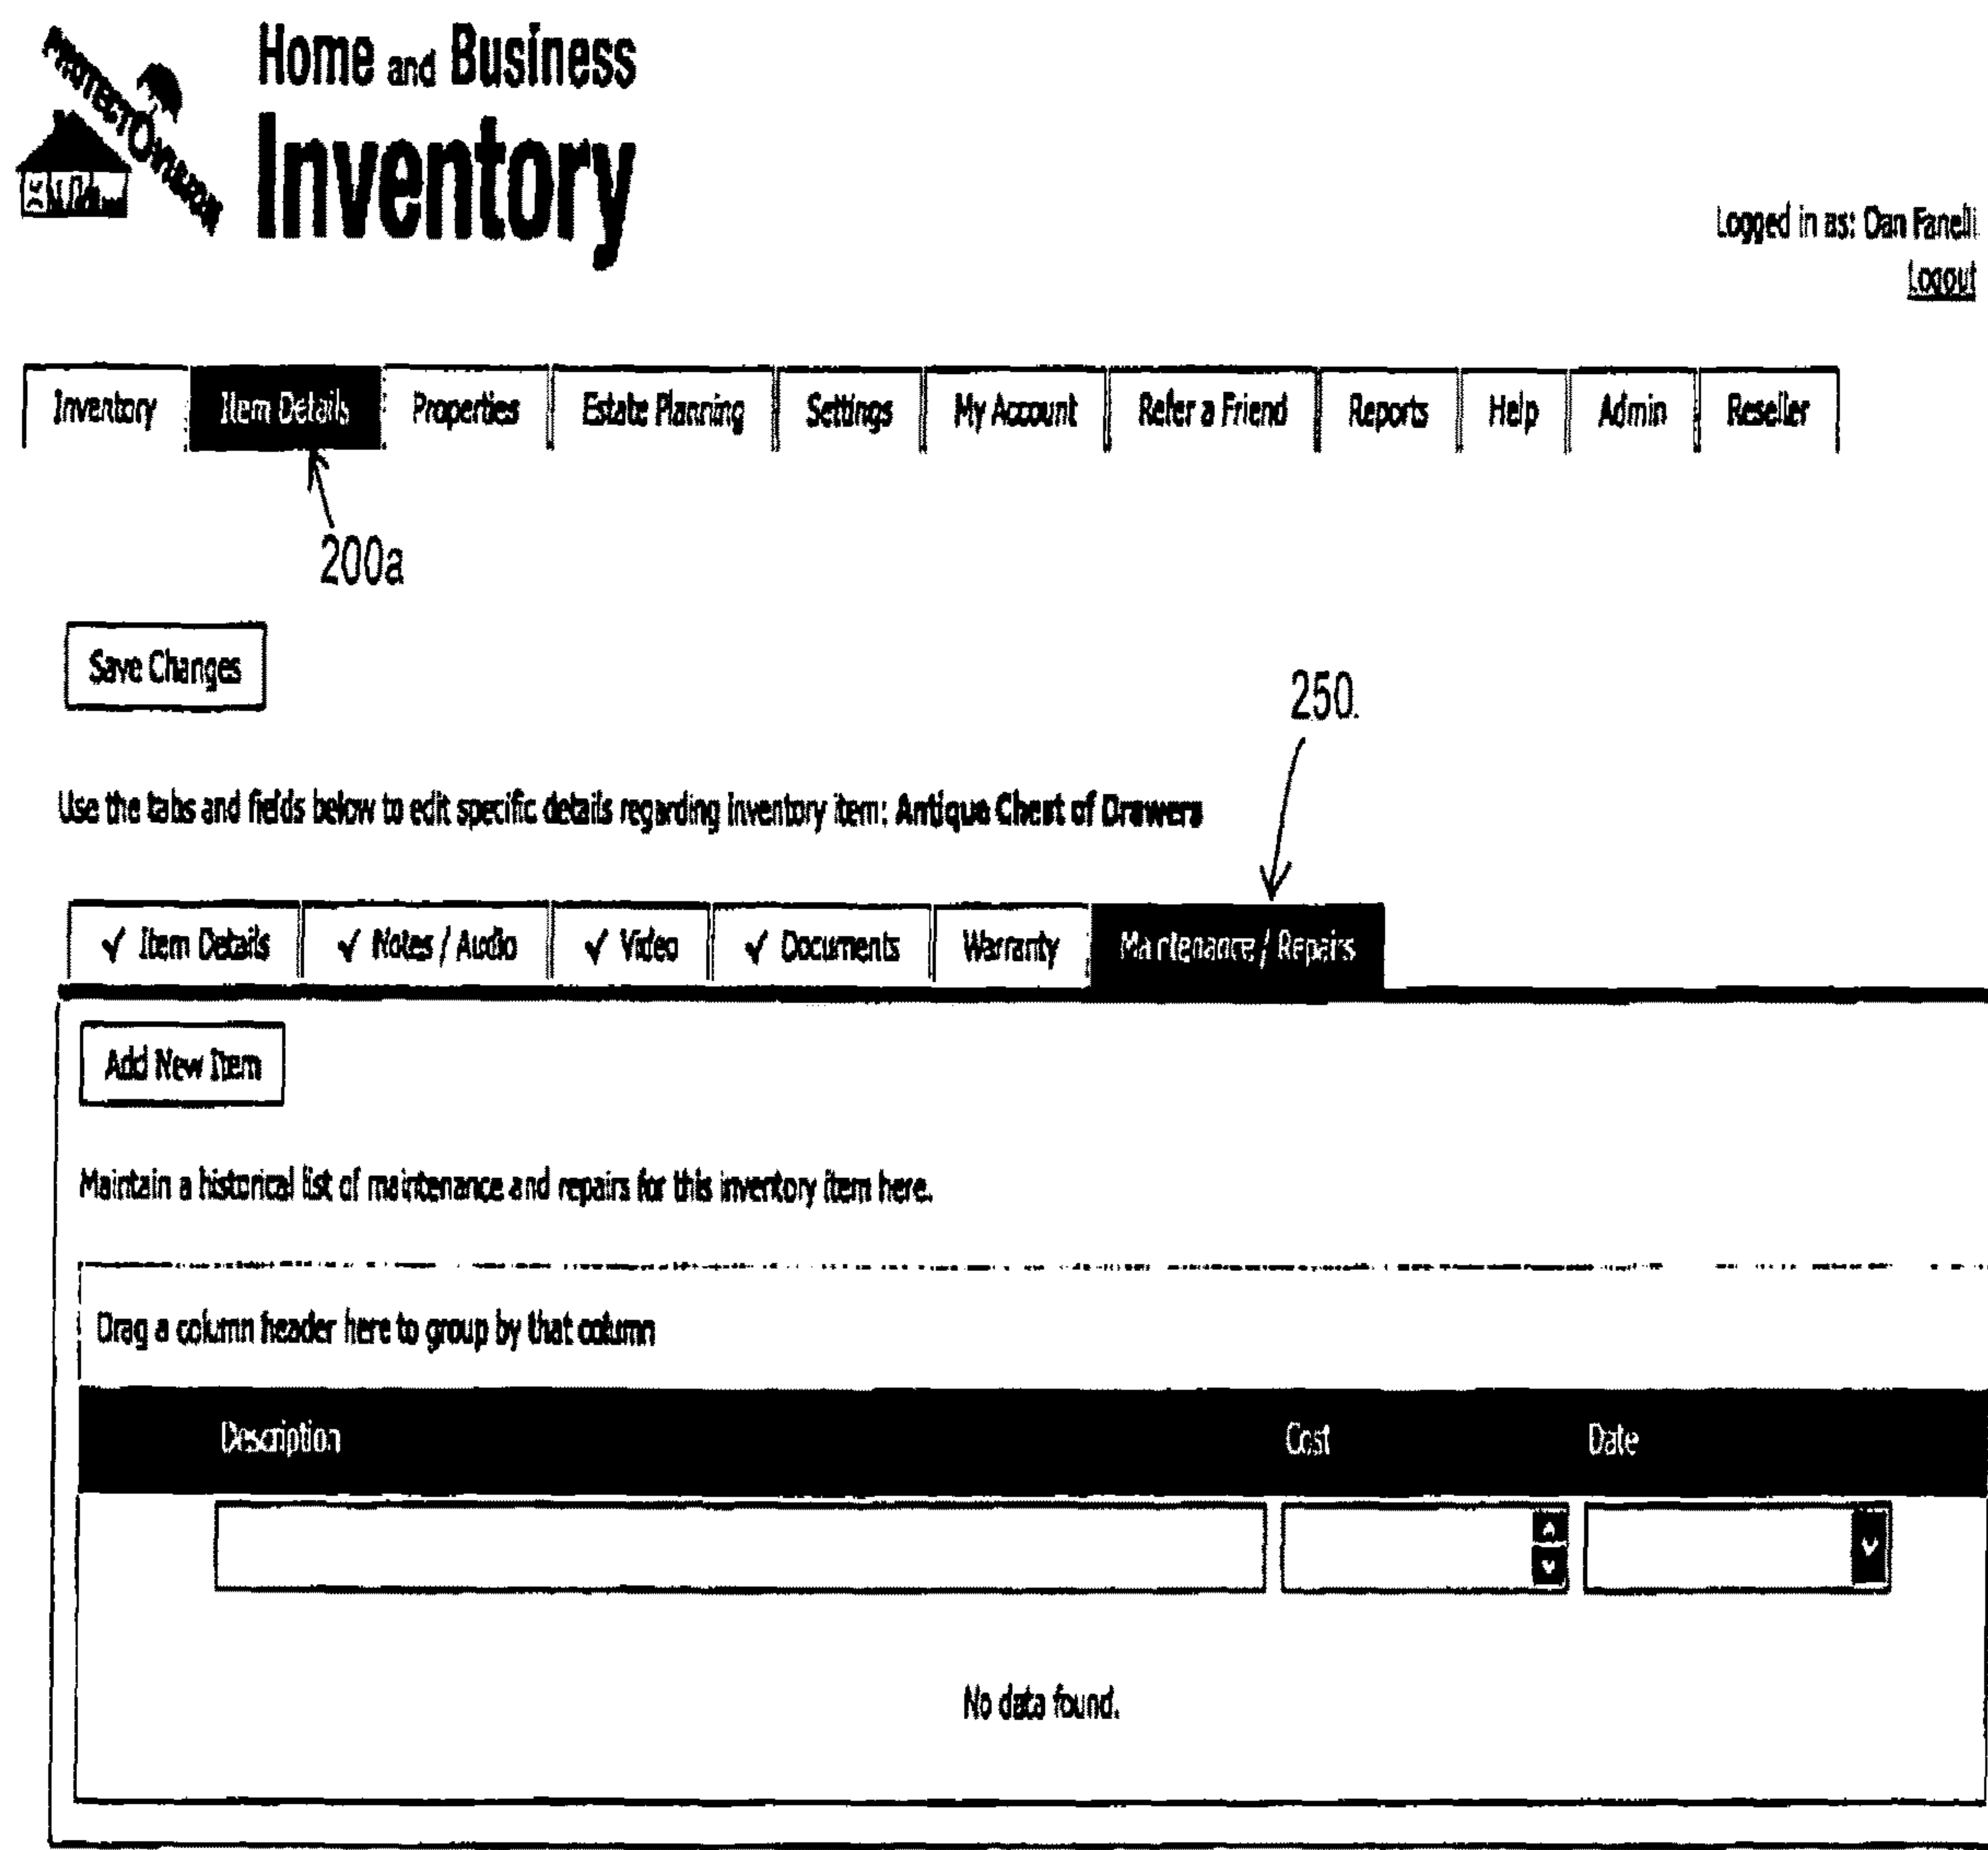 Home and Business
Inventory
Logged in as: Dan Fanelli
Logout
Inventory Item Details Properties Estate Planning Settings My Account Refer a Friend Reports Help Admin Reseller
200a
Save Changes
250
Use the tabs and fields below to edit specific details regarding inventory item: Antique Chest of Drawers
✓ Item Details ✓ Notes / Audio ✓ Video ✓ Documents Warranty Maintenance / Repairs
Add New Item
Maintain a historical list of maintenance and repairs for this inventory item here.
Drag a column header here to group by that column
Description Cost Date
No data found.